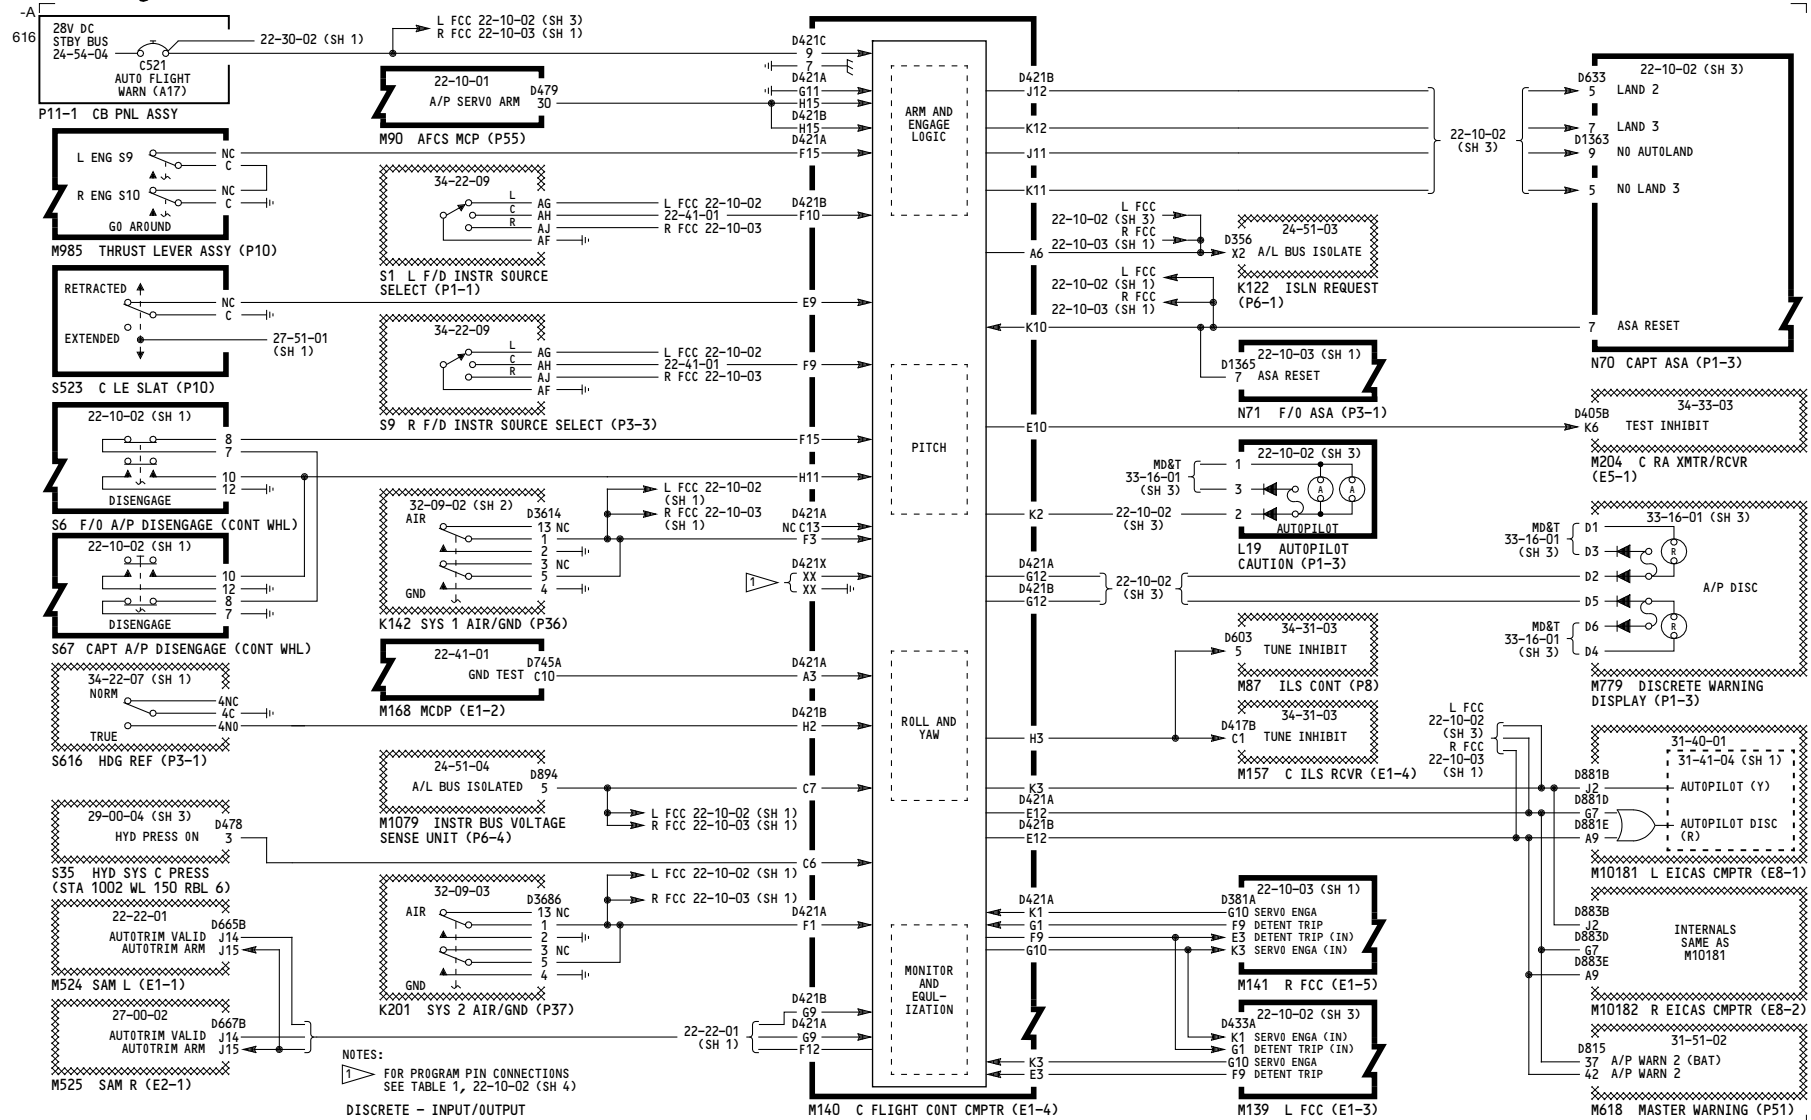 -A
616
28V DC
STBY BUS
24-54-04
C521
AUTO FLIGHT
WARN (A17)
22-30-02 (SH 1)
P11-1 CB PNL ASSY
L FCC 22-10-02 (SH 3)
R FCC 22-10-03 (SH 1)
22-10-01
A/P SERVO ARM
D479
30
M90 AFCS MCP (P55)
L ENG S9
NC
C
R ENG S10
NC
C
GO AROUND
M985 THRUST LEVER ASSY (P10)
34-22-09
L
C
R
AG
AH
AJ
AF
L FCC 22-10-02
22-41-01
R FCC 22-10-03
S1 L F/D INSTR SOURCE
SELECT (P1-1)
RETRACTED
NC
C
EXTENDED
27-51-01
(SH 1)
S523 C LE SLAT (P10)
34-22-09
L
C
R
AG
AH
AJ
AF
L FCC 22-10-02
22-41-01
R FCC 22-10-03
S9 R F/D INSTR SOURCE SELECT (P3-3)
22-10-02 (SH 1)
8
7
10
12
DISENGAGE
S6 F/O A/P DISENGAGE (CONT WHL)
22-10-02 (SH 1)
10
12
8
7
DISENGAGE
S67 CAPT A/P DISENGAGE (CONT WHL)
32-09-02 (SH 2)
AIR
D3614
13 NC
1
2
3 NC
5
4
GND
K142 SYS 1 AIR/GND (P36)
L FCC 22-10-02
(SH 1)
R FCC 22-10-03
(SH 1)
22-41-01
GND TEST
D745A
C10
M168 MCDP (E1-2)
34-22-07 (SH 1)
NORM
4NC
4C
4NO
TRUE
S616 HDG REF (P3-1)
24-51-04
A/L BUS ISOLATED
D894
5
M1079 INSTR BUS VOLTAGE
SENSE UNIT (P6-4)
L FCC 22-10-02 (SH 1)
R FCC 22-10-03 (SH 1)
29-00-04 (SH 3)
HYD PRESS ON
D478
3
S35 HYD SYS C PRESS
(STA 1002 WL 150 RBL 6)
32-09-03
AIR
D3686
13 NC
1
2
3 NC
5
4
GND
K201 SYS 2 AIR/GND (P37)
L FCC 22-10-02 (SH 1)
R FCC 22-10-03 (SH 1)
22-22-01
AUTOTRIM VALID
AUTOTRIM ARM
D665B
J14
J15
M524 SAM L (E1-1)
27-00-02
AUTOTRIM VALID
AUTOTRIM ARM
D667B
J14
J15
M525 SAM R (E2-1)
22-22-01
(SH 1)
NOTES:
1 FOR PROGRAM PIN CONNECTIONS
SEE TABLE 1, 22-10-02 (SH 4)
DISCRETE - INPUT/OUTPUT
D421C
9
7
D421A
G11
H15
D421B
H15
D421A
F15
D421B
F10
E9
F9
F15
H11
D421A
NC C13
F3
D421X
1
XX
XX
D421A
A3
D421B
H2
C7
C6
D421A
F1
D421B
G9
D421A
G9
F12
ARM AND
ENGAGE
LOGIC
PITCH
ROLL AND
YAW
MONITOR
AND
EQUL-
IZATION
M140 C FLIGHT CONT CMPTR (E1-4)
D421B
J12
K12
J11
K11
A6
K10
E10
K2
D421A
G12
D421B
G12
H3
K3
D421A
E12
D421B
E12
D421A
K1
G1
F9
G10
K3
E3
22-10-02
(SH 3)
22-10-02 (SH 3)
D633
5 LAND 2
7 LAND 3
D1363
9 NO AUTOLAND
5 NO LAND 3
7 ASA RESET
N70 CAPT ASA (P1-3)
L FCC
22-10-02 (SH 3)
R FCC
22-10-03 (SH 1)
24-51-03
D356
X2 A/L BUS ISOLATE
K122 ISLN REQUEST
(P6-1)
L FCC
22-10-02 (SH 1)
R FCC
22-10-03 (SH 1)
22-10-03 (SH 1)
D1365
7 ASA RESET
N71 F/O ASA (P3-1)
34-33-03
D405B
K6 TEST INHIBIT
M204 C RA XMTR/RCVR
(E5-1)
22-10-02 (SH 3)
MD&T
33-16-01
(SH 3)
1
3
2
A
A
AUTOPILOT
22-10-02
(SH 3)
L19 AUTOPILOT
CAUTION (P1-3)
22-10-02
(SH 3)
33-16-01 (SH 3)
MD&T
33-16-01
(SH 3)
D1
D3
D2
D5
D6
D4
R
R
A/P DISC
MD&T
33-16-01
(SH 3)
M779 DISCRETE WARNING
DISPLAY (P1-3)
34-31-03
D603
5 TUNE INHIBIT
M87 ILS CONT (P8)
34-31-03
D417B
C1 TUNE INHIBIT
M157 C ILS RCVR (E1-4)
L FCC
22-10-02
(SH 3)
R FCC
22-10-03
(SH 1)
31-40-01
31-41-04 (SH 1)
D881B
J2 AUTOPILOT (Y)
D881D
G7
D881E
A9
AUTOPILOT DISC
(R)
M10181 L EICAS CMPTR (E8-1)
D883B
J2
D883D
G7
D883E
A9
INTERNALS
SAME AS
M10181
M10182 R EICAS CMPTR (E8-2)
31-51-02
D815
37 A/P WARN 2 (BAT)
42 A/P WARN 2
M618 MASTER WARNING (P51)
22-10-03 (SH 1)
D381A
G10 SERVO ENGA
F9 DETENT TRIP
E3 DETENT TRIP (IN)
K3 SERVO ENGA (IN)
M141 R FCC (E1-5)
22-10-02 (SH 3)
D433A
K1 SERVO ENGA (IN)
G1 DETENT TRIP (IN)
G10 SERVO ENGA
F9 DETENT TRIP
M139 L FCC (E1-3)